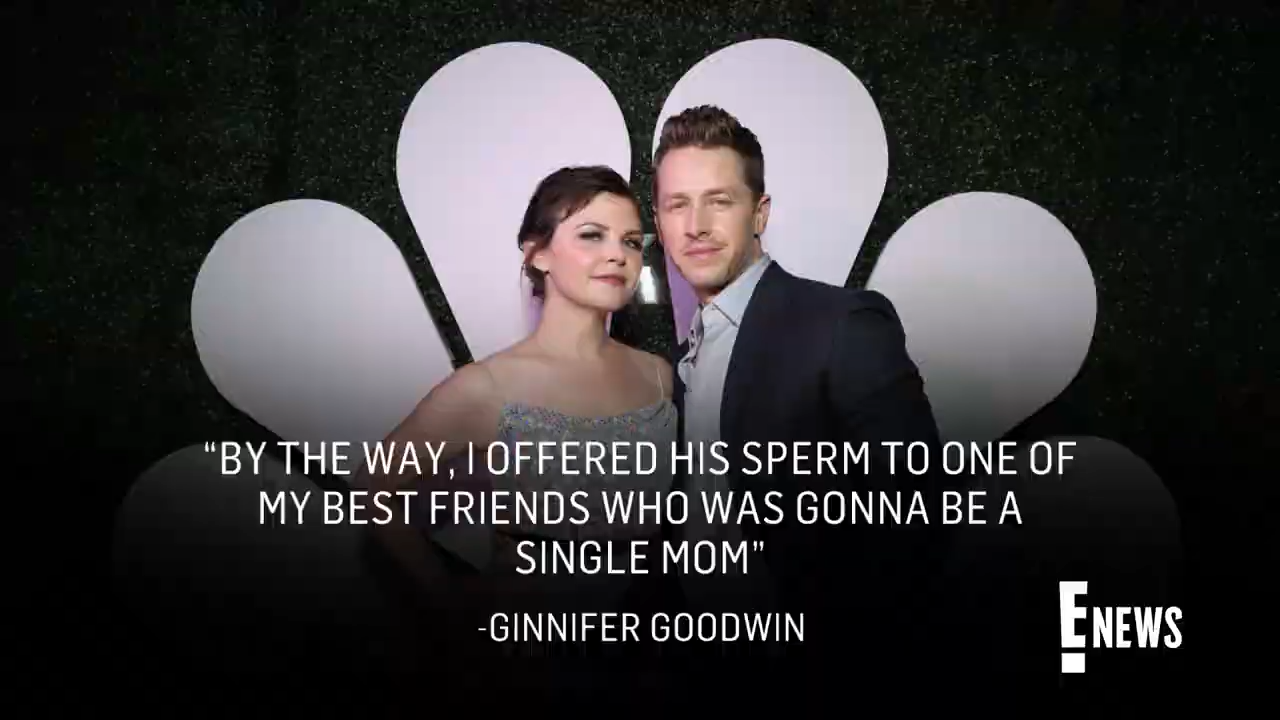 “BY THE WAY, I OFFERED HIS SPERM TO ONE OF
MY BEST FRIENDS WHO WAS GONNA BE A
SINGLE MOM”
-GINNIFER GOODWIN
E NEWS